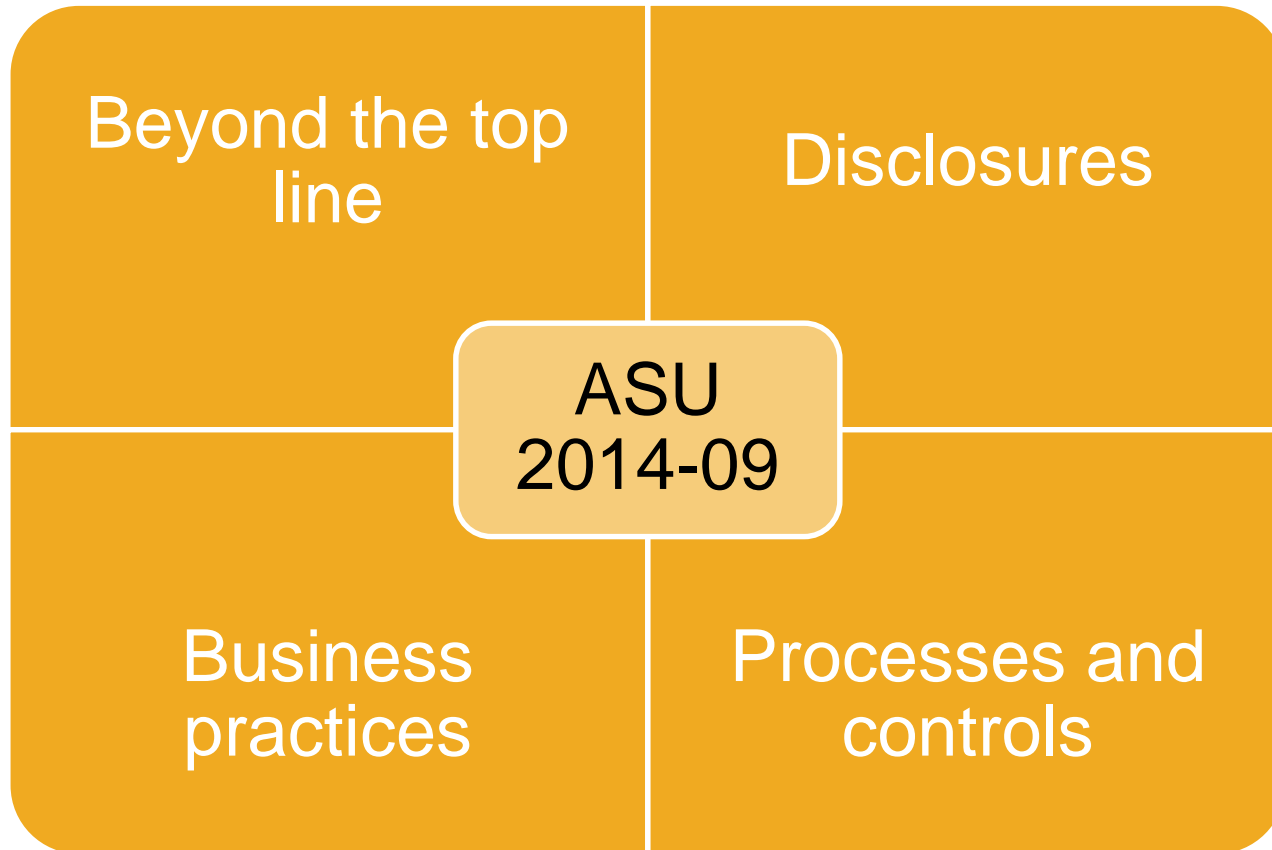 Beyond the top
line
Disclosures
ASU
2014-09
Business
practices
Processes and
controls